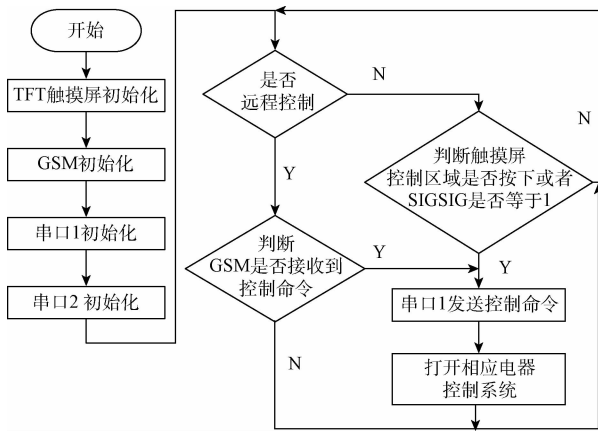 开始
TFT触摸屏初始化
GSM初始化
串口1初始化
串口2 初始化
是否
远程控制
N
Y
判断触摸屏
控制区域是否按下或者
SIGSIG是否等于1
N
Y
判断
GSM是否接收到
控制命令
Y
N
串口1发送控制命令
打开相应电器
控制系统